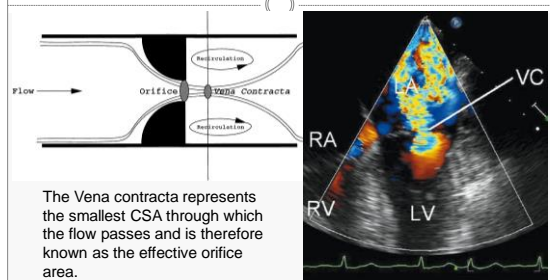 Flow
Orifice
Recirculation
Vena Contracta
Recirculation
The Vena contracta represents
the smallest CSA through which
the flow passes and is therefore
known as the effective orifice
area.
LA
VC
RA
RV
LV